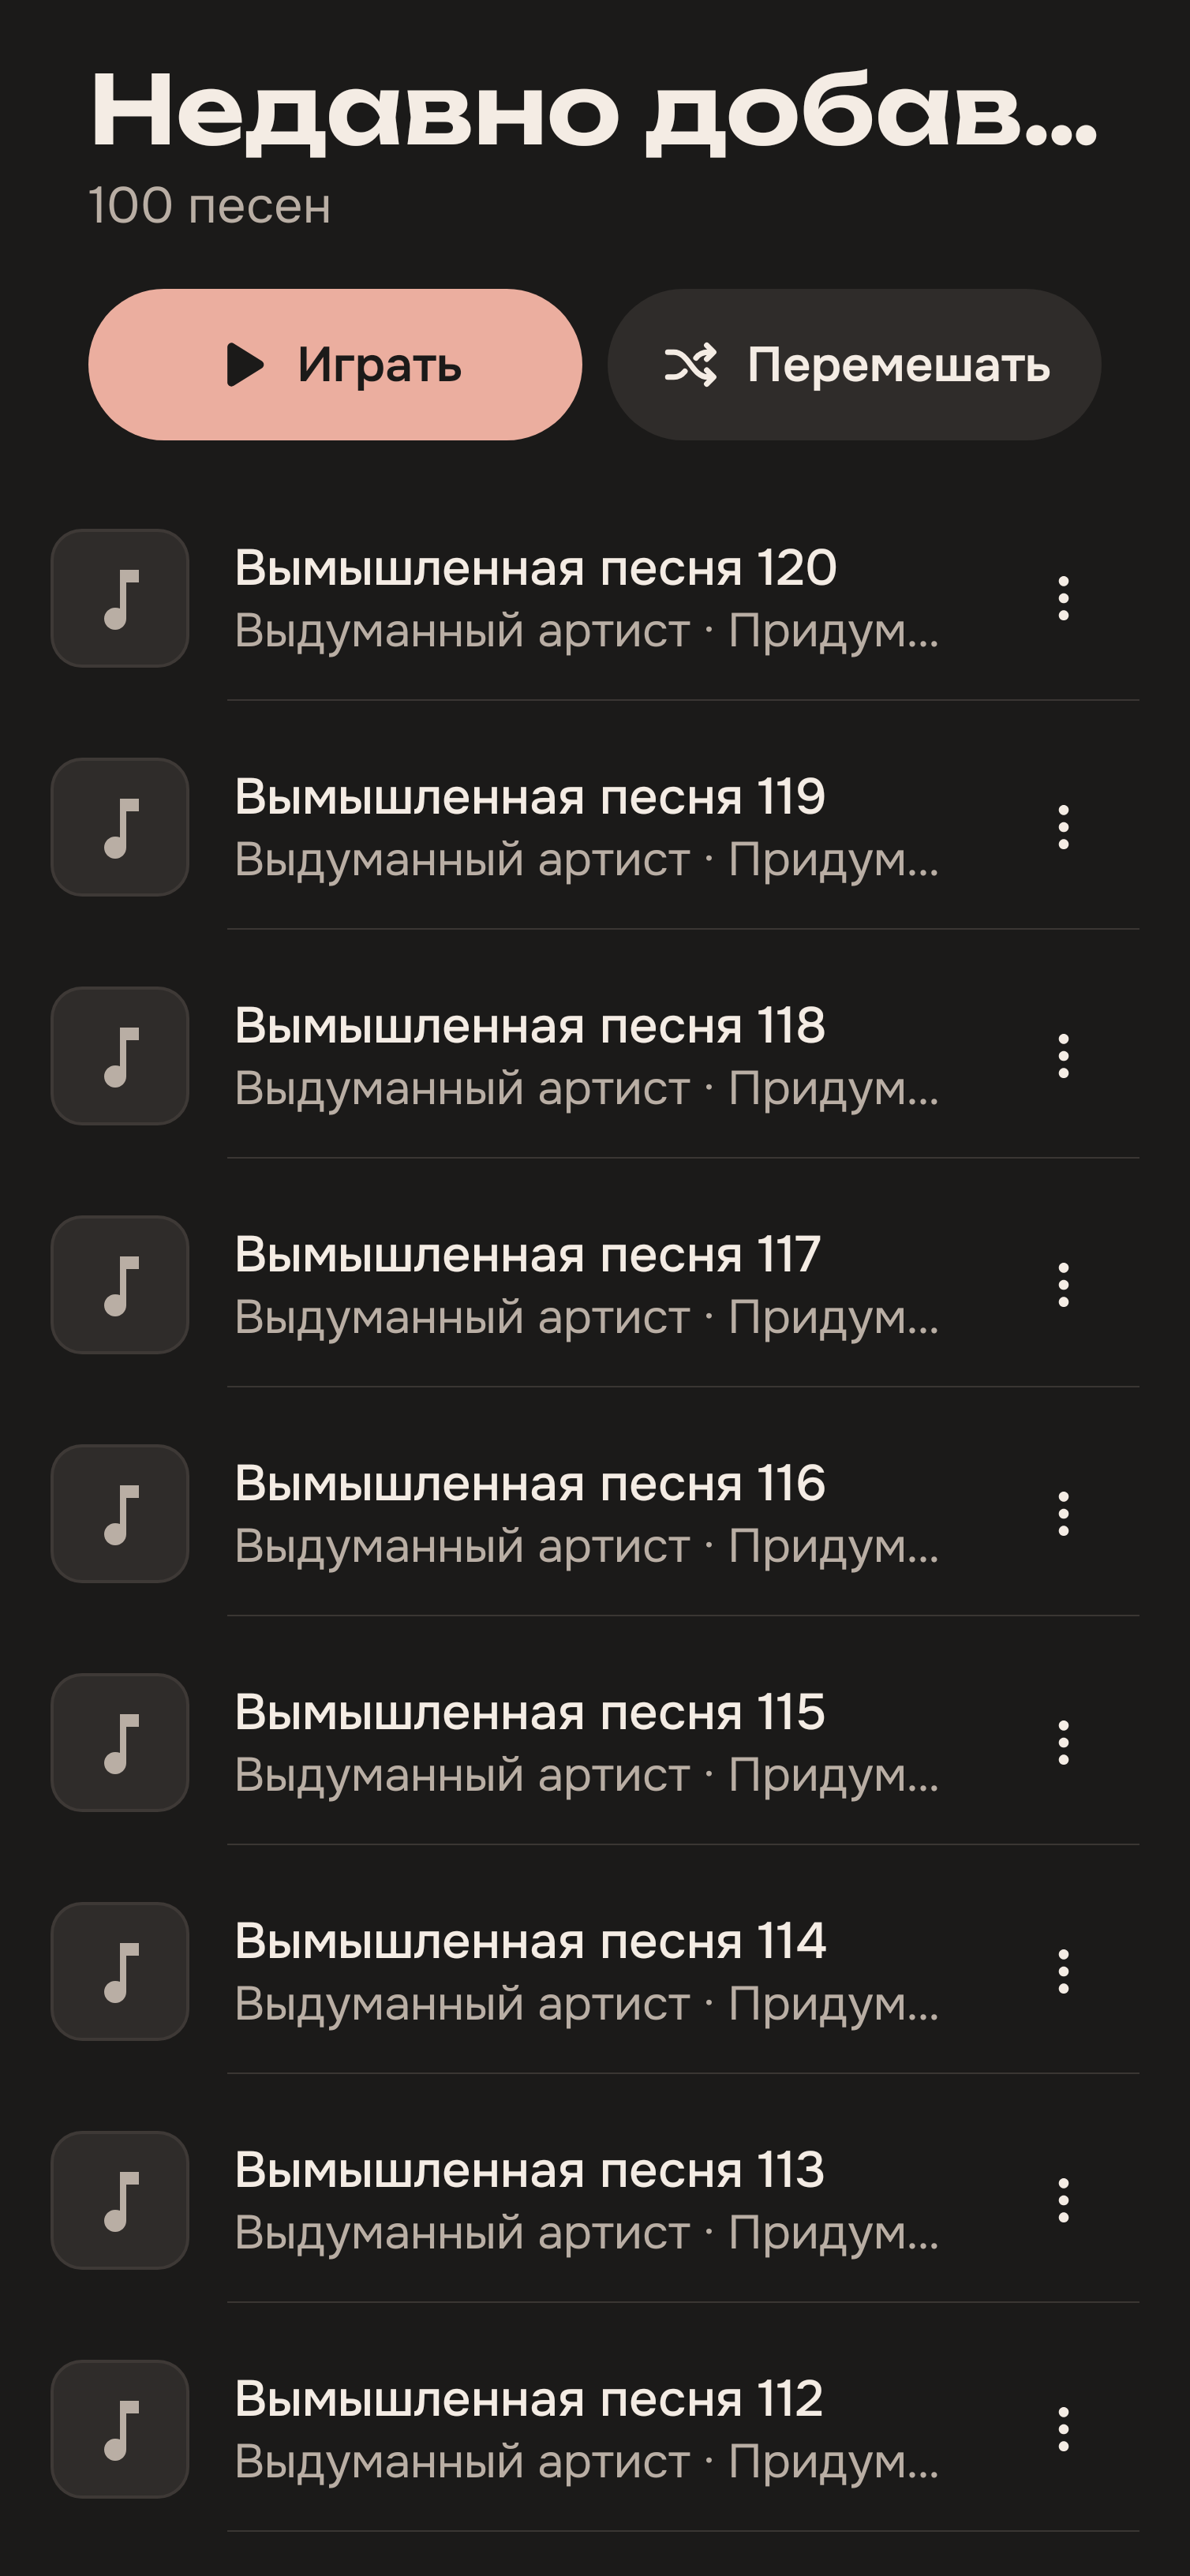 Недавно добав...
100 песен
Играть
Перемешать
Вымышленная песня 120
Выдуманный артист · Придум...
Вымышленная песня 119
Выдуманный артист · Придум...
Вымышленная песня 118
Выдуманный артист · Придум...
Вымышленная песня 117
Выдуманный артист · Придум...
Вымышленная песня 116
Выдуманный артист · Придум...
Вымышленная песня 115
Выдуманный артист · Придум...
Вымышленная песня 114
Выдуманный артист · Придум...
Вымышленная песня 113
Выдуманный артист · Придум...
Вымышленная песня 112
Выдуманный артист · Придум...